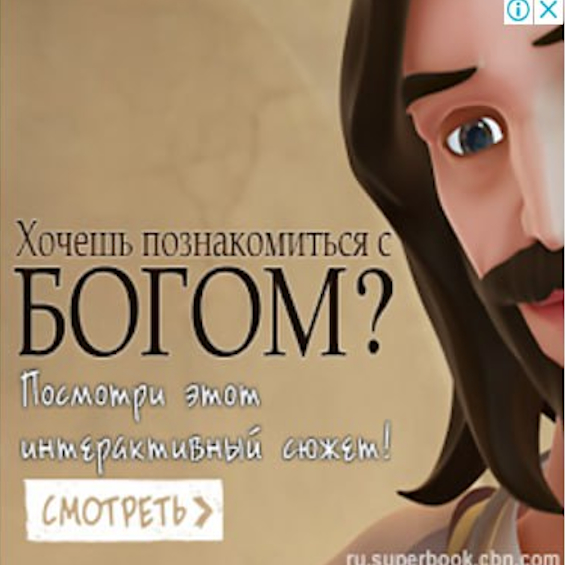 Хочешь познакомиться с
БОГОМ?
Посмотри этот
интерактивный сюжет!
СМОТРЕТЬ >
ru.superbook.cbn.com